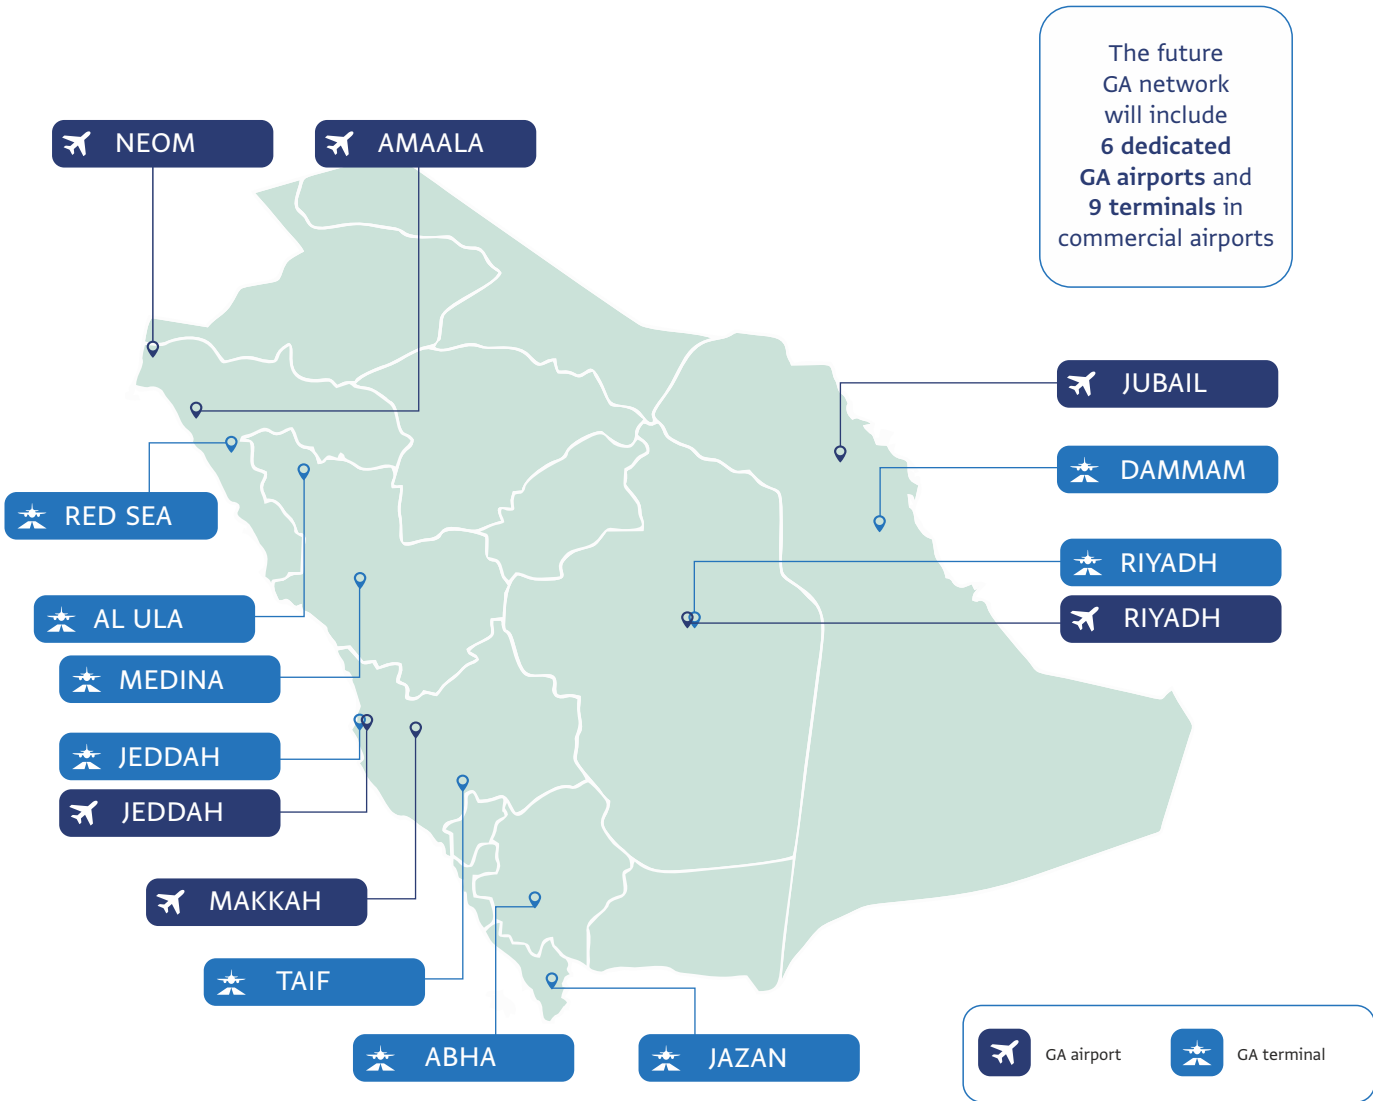 The future
GA network
will include
6 dedicated
GA airports and
9 terminals in
commercial airports
NEOM
AMAALA
JUBAIL
DAMMAM
RED SEA
RIYADH
AL ULA
RIYADH
MEDINA
JEDDAH
JEDDAH
MAKKAH
TAIF
ABHA
JAZAN
GA airport
GA terminal